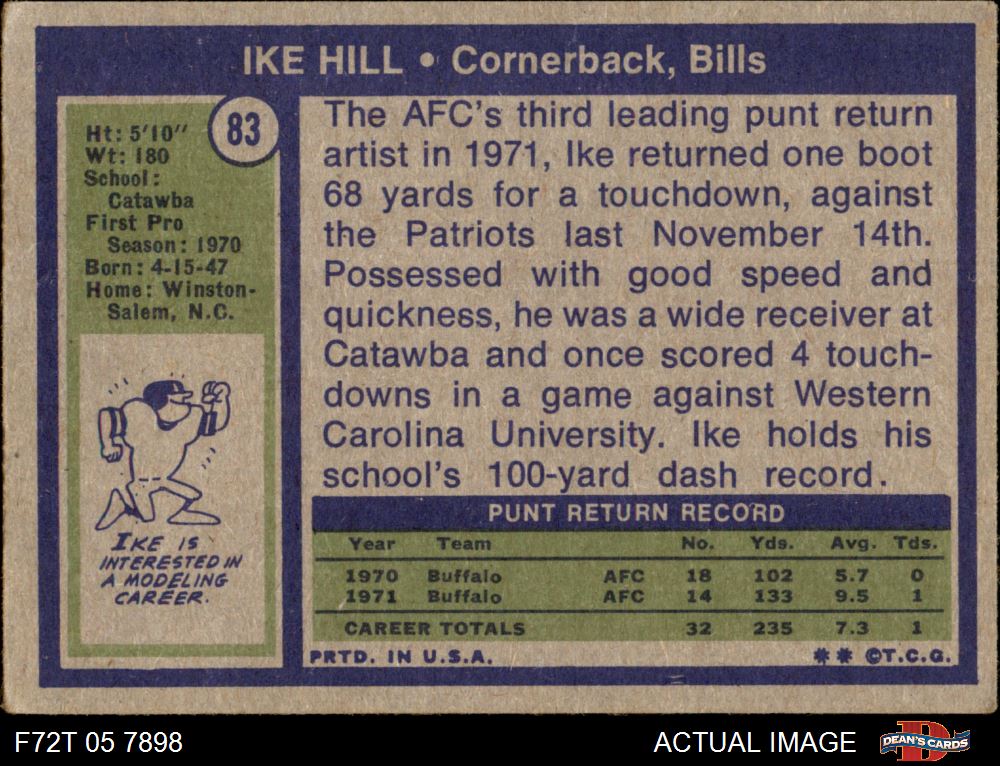 IKE HILL • Cornerback, Bills
83
Ht: 5'10"
Wt: 180
School:
Catawba
First Pro
Season: 1970
Born: 4-15-47
Home: Winston-
Salem, N.C.
IKE IS
INTERESTED IN
A MODELING
CAREER.
The AFC's third leading punt return
artist in 1971, Ike returned one boot
68 yards for a touchdown, against
the Patriots last November 14th.
Possessed with good speed and
quickness, he was a wide receiver at
Catawba and once scored 4 touch-
downs in a game against Western
Carolina University. Ike holds his
school's 100-yard dash record.
PUNT RETURN RECORD
Year Team No. Yds. Avg. Tds.
1970 Buffalo AFC 18 102 5.7 0
1971 Buffalo AFC 14 133 9.5 1
CAREER TOTALS 32 235 7.3 1
PRTD. IN U.S.A. ** ©T.C.G.
F72T 05 7898 ACTUAL IMAGE DEAN'S CARDS